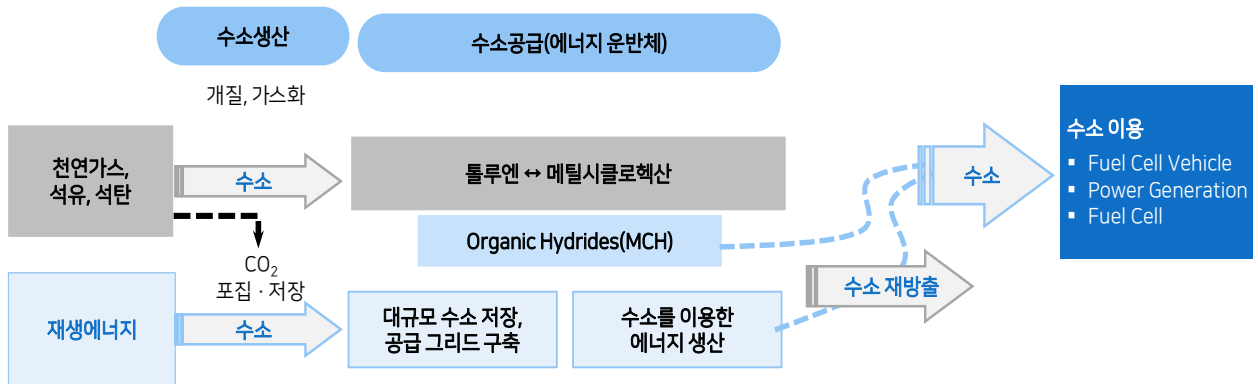 수소생산
수소공급(에너지 운반체)
개질, 가스화
천연가스,
석유, 석탄
수소
톨루엔 ↔ 메틸시클로헥산
수소
수소 이용
▪ Fuel Cell Vehicle
▪ Power Generation
▪ Fuel Cell
Organic Hydrides(MCH)
CO₂
포집 · 저장
수소 재방출
재생에너지
수소
대규모 수소 저장,
공급 그리드 구축
수소를 이용한
에너지 생산